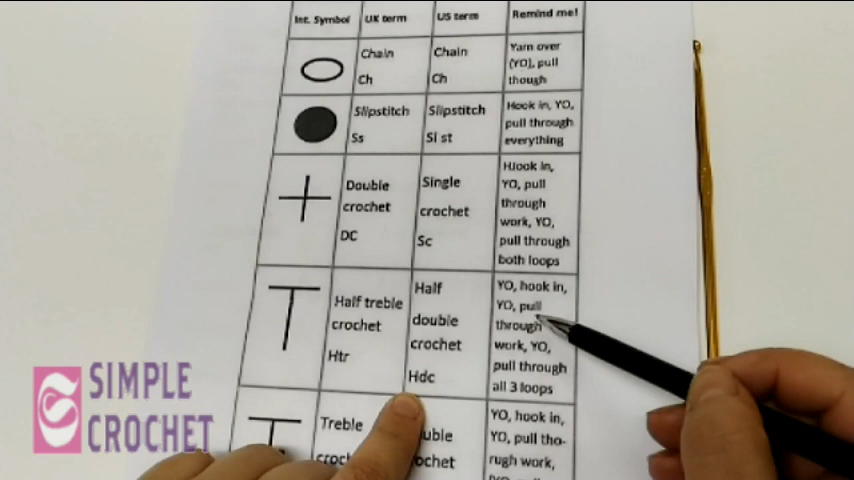 Int. Symbol
UK term
US term
Remind me!
Chain
Ch
Chain
Ch
Yarn over
(YO), pull
though
Slipstitch
Ss
Slipstitch
Sl st
Hook in, YO,
pull through
everything
Double
crochet
DC
Single
crochet
Sc
HJook in,
YO, pull
through
work, YO,
pull through
both loops
Half treble
crochet
Htr
Half
double
crochet
Hdc
YO, hook in,
YO, pull
through
work, YO,
pull through
all 3 loops
Treble
YO, hook in,
YO, pull tho-
rugh work,
SIMPLE
CROCHET